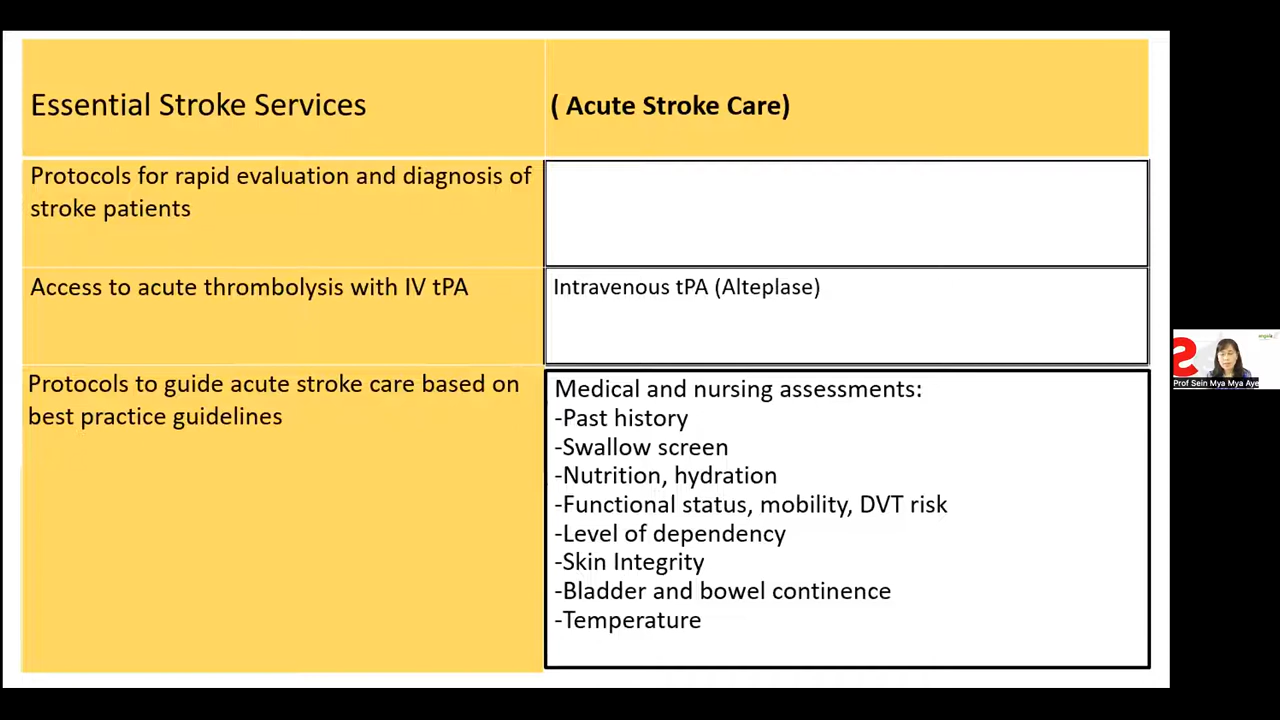 Essential Stroke Services
( Acute Stroke Care)
Protocols for rapid evaluation and diagnosis of
stroke patients
Access to acute thrombolysis with IV tPA
Intravenous tPA (Alteplase)
Protocols to guide acute stroke care based on
best practice guidelines
Medical and nursing assessments:
-Past history
-Swallow screen
-Nutrition, hydration
-Functional status, mobility, DVT risk
-Level of dependency
-Skin Integrity
-Bladder and bowel continence
-Temperature
Prof Sein Mya Mya Aye